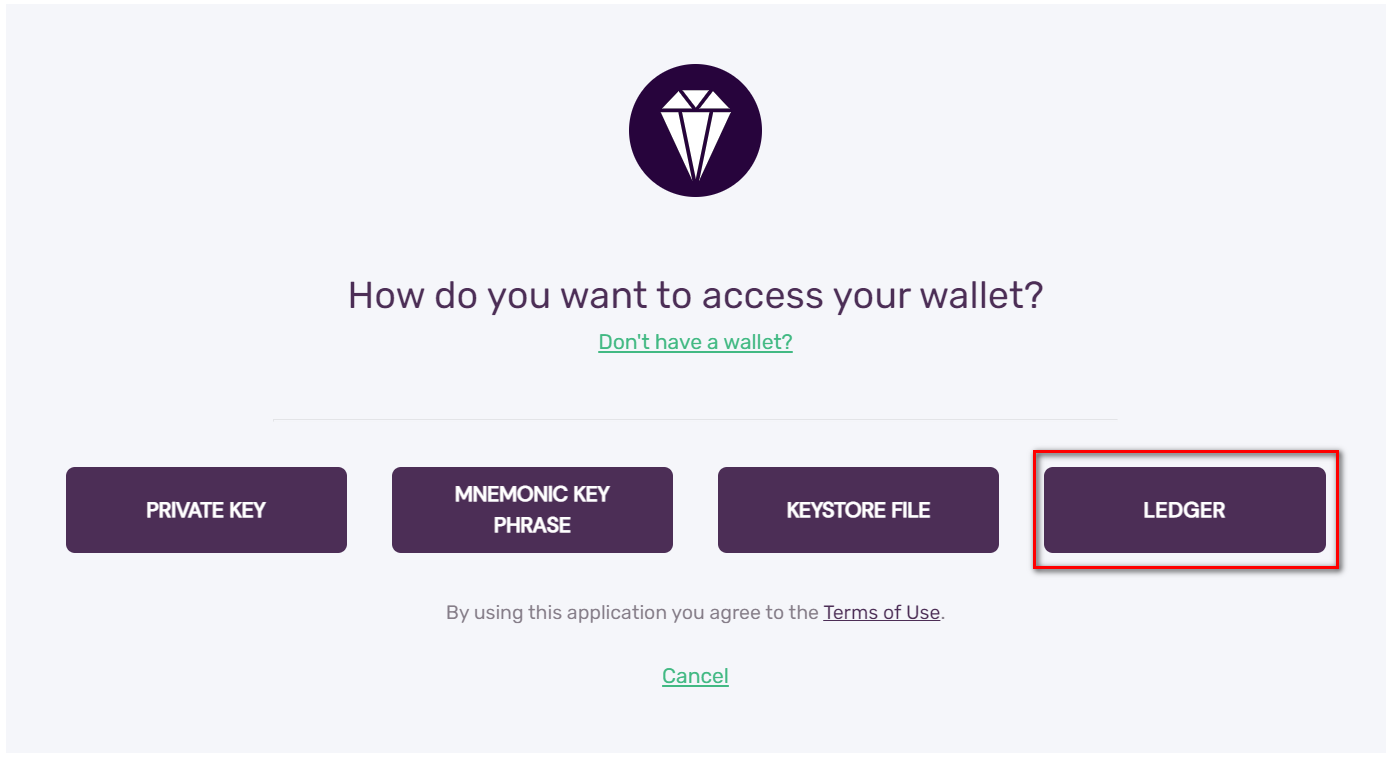 How do you want to access your wallet?
Don't have a wallet?
PRIVATE KEY
MNEMONIC KEY
PHRASE
KEYSTORE FILE
LEDGER
By using this application you agree to the Terms of Use.
Cancel